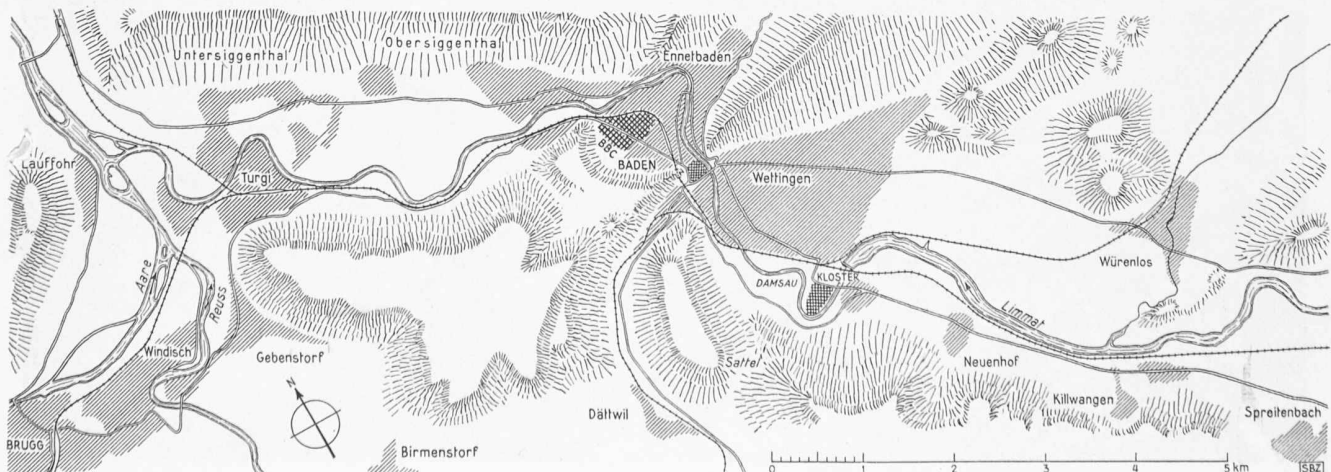 Untersiggenthal
Obersiggenthal
Ennetbaden
Lauffohr
Turgi
BBC
BADEN
Wettingen
Aare
Reuss
DAMSAU
KLOSTER
Würenlos
Limmat
Windisch
Gebenstorf
Sattel
Neuenhof
N
Dättwil
Killwangen
Spreitenbach
BRUGG
Birmenstorf
0 1 2 3 4 5 km
SBZ